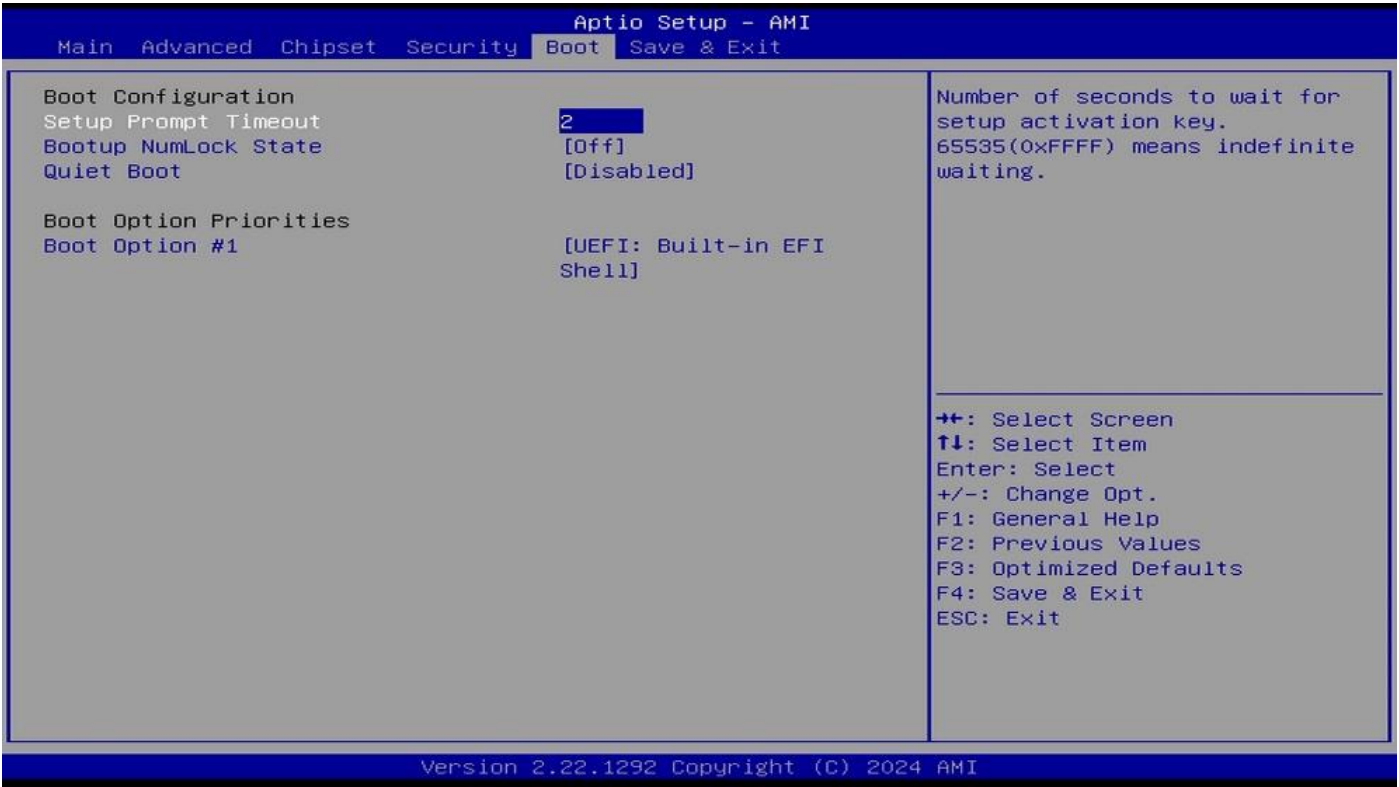 Aptio Setup - AMI
Main Advanced Chipset Security Boot Save & Exit
Boot Configuration
Setup Prompt Timeout 2
Bootup NumLock State [Off]
Quiet Boot [Disabled]
Boot Option Priorities
Boot Option #1 [UEFI: Built-in EFI
Shell]
Number of seconds to wait for
setup activation key.
65535(0xFFFF) means indefinite
waiting.
→←: Select Screen
↑↓: Select Item
Enter: Select
+/-: Change Opt.
F1: General Help
F2: Previous Values
F3: Optimized Defaults
F4: Save & Exit
ESC: Exit
Version 2.22.1292 Copyright (C) 2024 AMI